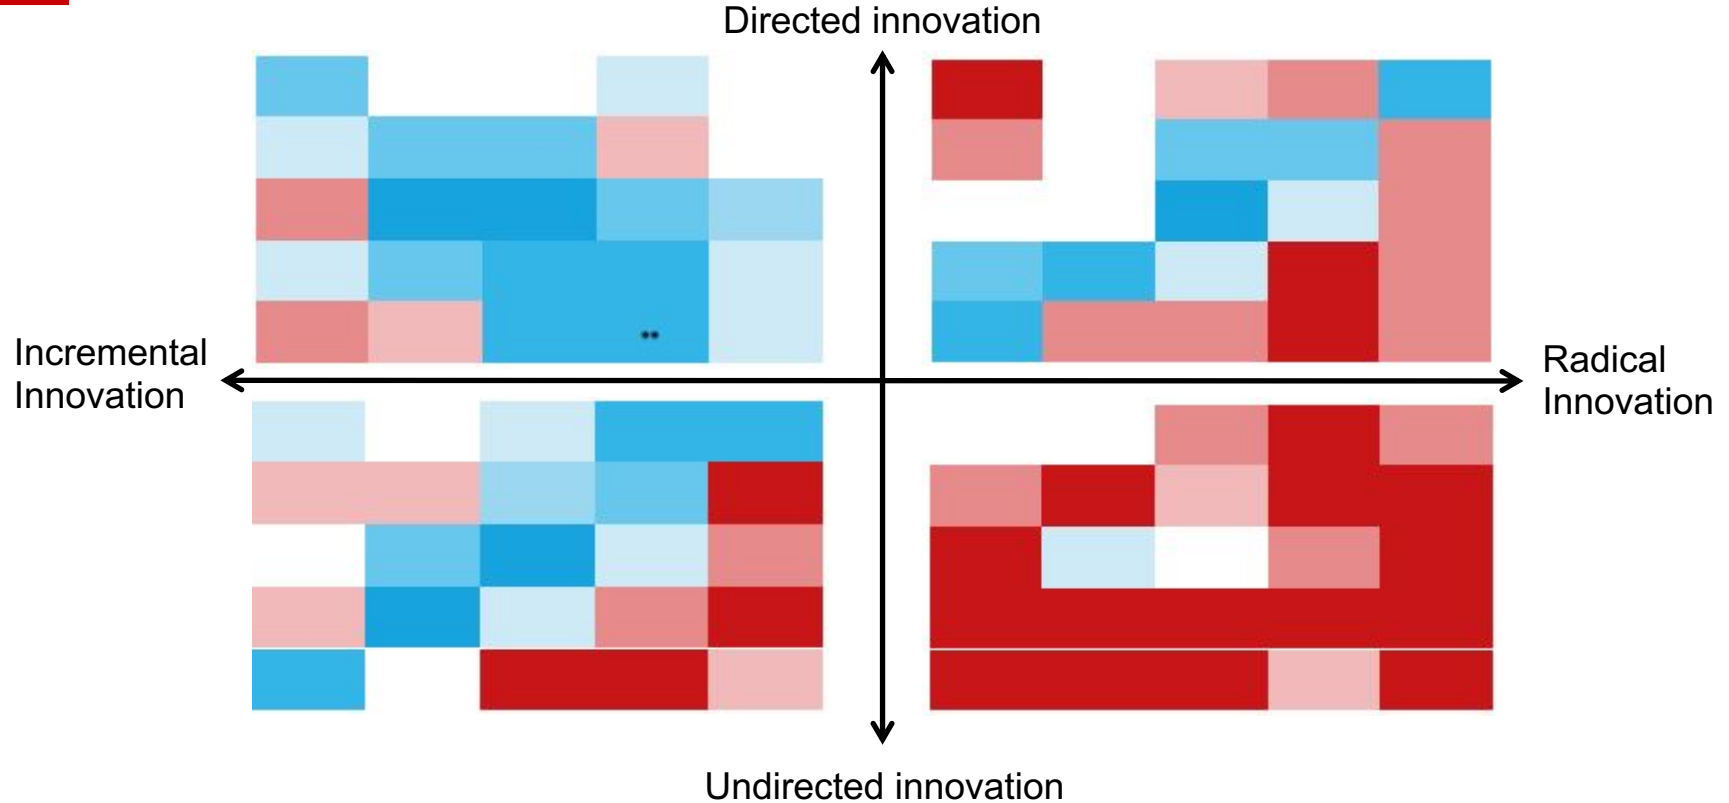 Directed innovation
Incremental
Innovation
Radical
Innovation
Undirected innovation